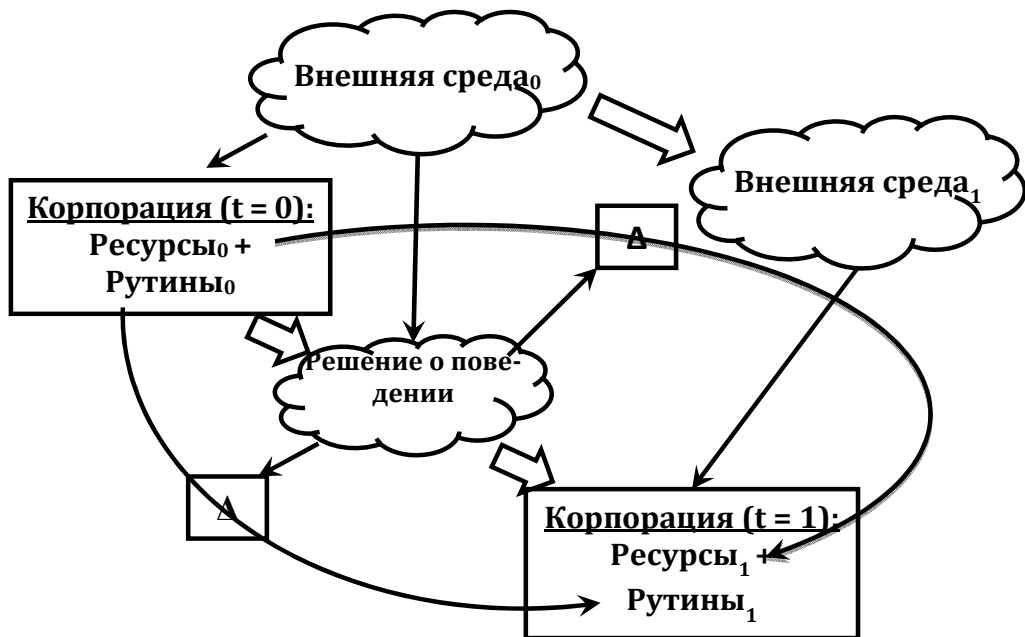 Внешняя среда₀
Внешняя среда₁
Корпорация (t = 0):
Ресурсы₀ +
Рутины₀
Δ
Решение о пове-
дении
Δ
Корпорация (t = 1):
Ресурсы₁ +
Рутины₁